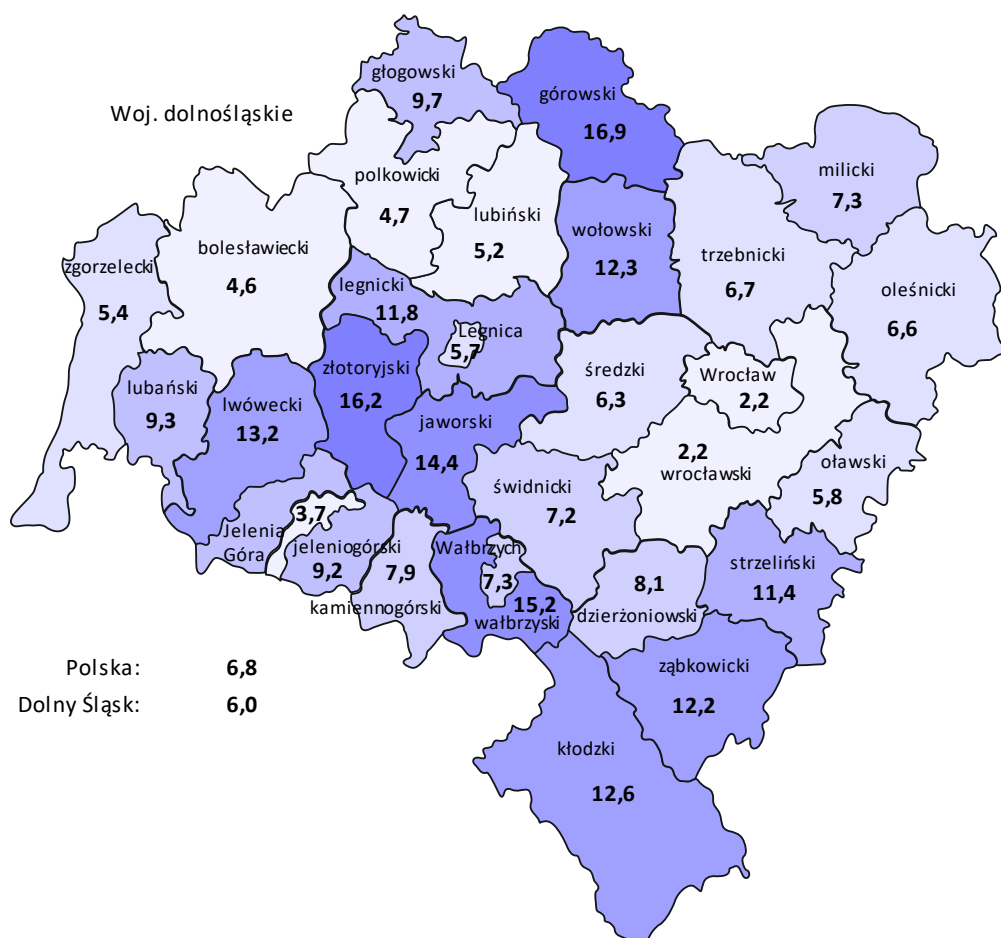 głogowski
9,7
Woj. dolnośląskie
górowski
16,9
milicki
7,3
polkowicki
4,7
lubiński
5,2
wołowski
12,3
trzebnicki
6,7
bolesławiecki
4,6
zgorzelecki
5,4
legnicki
11,8
oleśnicki
6,6
Legnica
5,7
złotoryjski
16,2
średzki
6,3
Wrocław
2,2
lubański
9,3
lwówecki
13,2
jaworski
14,4
2,2
wrocławski
oławski
5,8
świdnicki
7,2
3,7
Jelenia
Góra
jeleniogórski
9,2
7,9
kamiennogórski
Wałbrzych
7,3
15,2
wałbrzyski
8,1
dzierżoniowski
strzeliński
11,4
ząbkowicki
12,2
Polska: 6,8
Dolny Śląsk: 6,0
kłodzki
12,6